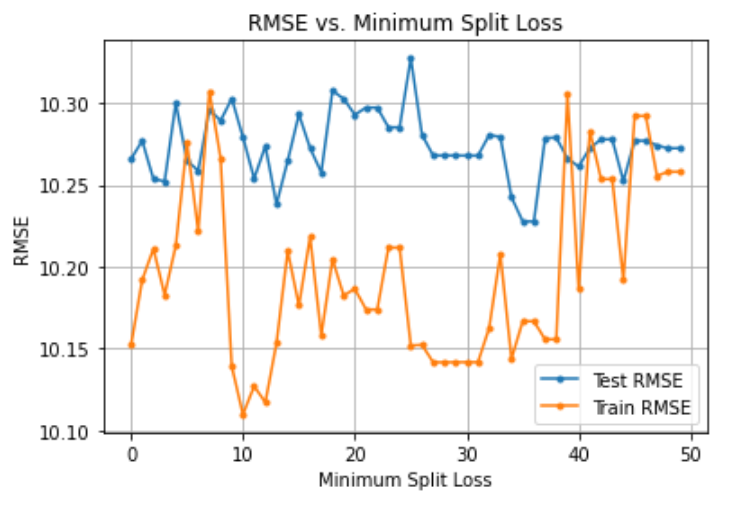 RMSE vs. Minimum Split Loss
10.30
10.25
10.20
10.15
10.10
RMSE
0 10 20 30 40 50
Minimum Split Loss
Test RMSE
Train RMSE